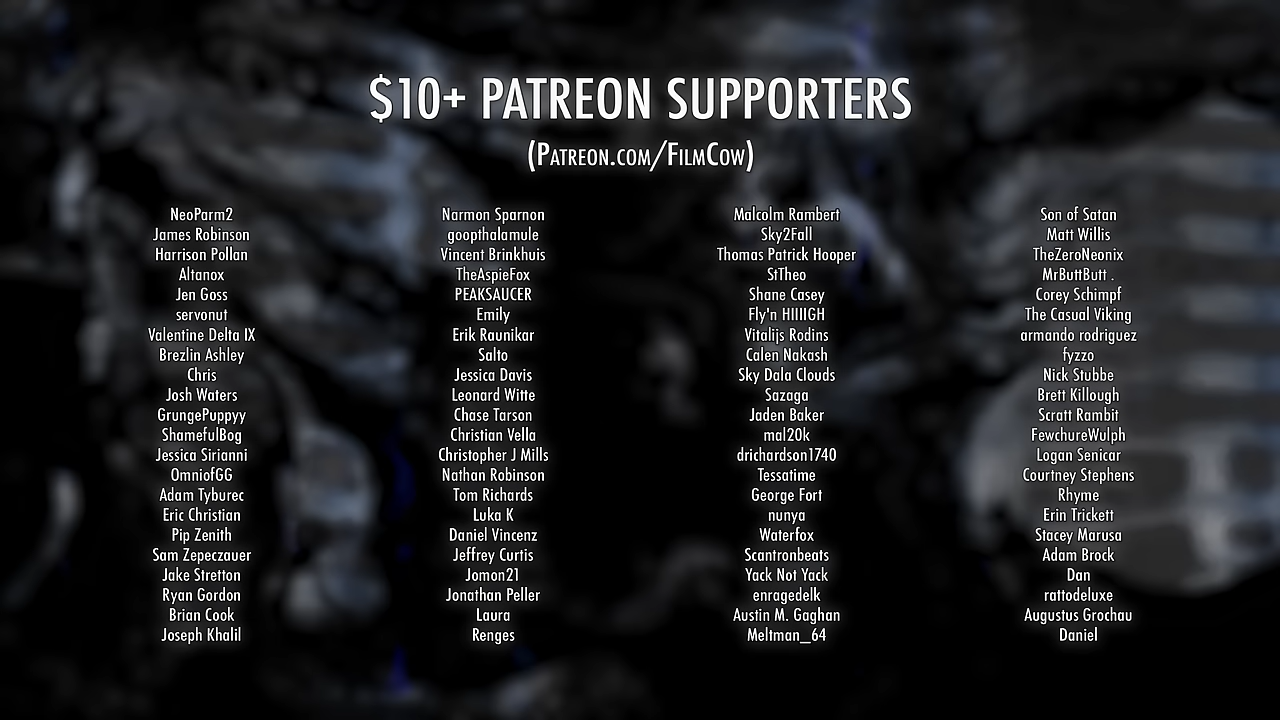 $10+ PATREON SUPPORTERS
(PATREON.COM/FILMCOW)
NeoParm2
James Robinson
Harrison Pollan
Altanox
Jen Goss
servonut
Valentine Delta IX
Brezlin Ashley
Chris
Josh Waters
GrungePuppyy
ShamefulBog
Jessica Sirianni
OmniofGG
Adam Tyburec
Eric Christian
Pip Zenith
Sam Zepeczauer
Jake Stretton
Ryan Gordon
Brian Cook
Joseph Khalil
Narmon Sparnon
goopthalamule
Vincent Brinkhuis
TheAspieFox
PEAKSAUCER
Emily
Erik Raunikar
Salto
Jessica Davis
Leonard Witte
Chase Tarson
Christian Vella
Christopher J Mills
Nathan Robinson
Tom Richards
Luka K
Daniel Vincenz
Jeffrey Curtis
Jomon21
Jonathan Peller
Laura
Renges
Malcolm Rambert
Sky2Fall
Thomas Patrick Hooper
StTheo
Shane Casey
Fly'n HIIIIGH
Vitalijs Rodins
Calen Nakash
Sky Dala Clouds
Sazaga
Jaden Baker
mal20k
drichardson1740
Tessatime
George Fort
nunya
Waterfox
Scantronbeats
Yack Not Yack
enragedelk
Austin M. Gaghan
Meltman_64
Son of Satan
Matt Willis
TheZeroNeonix
MrButtButt .
Corey Schimpf
The Casual Viking
armando rodriguez
fyzzo
Nick Stubbe
Brett Killough
Scratt Rambit
FewchureWulph
Logan Senicar
Courtney Stephens
Rhyme
Erin Trickett
Stacey Marusa
Adam Brock
Dan
rattodeluxe
Augustus Grochau
Daniel